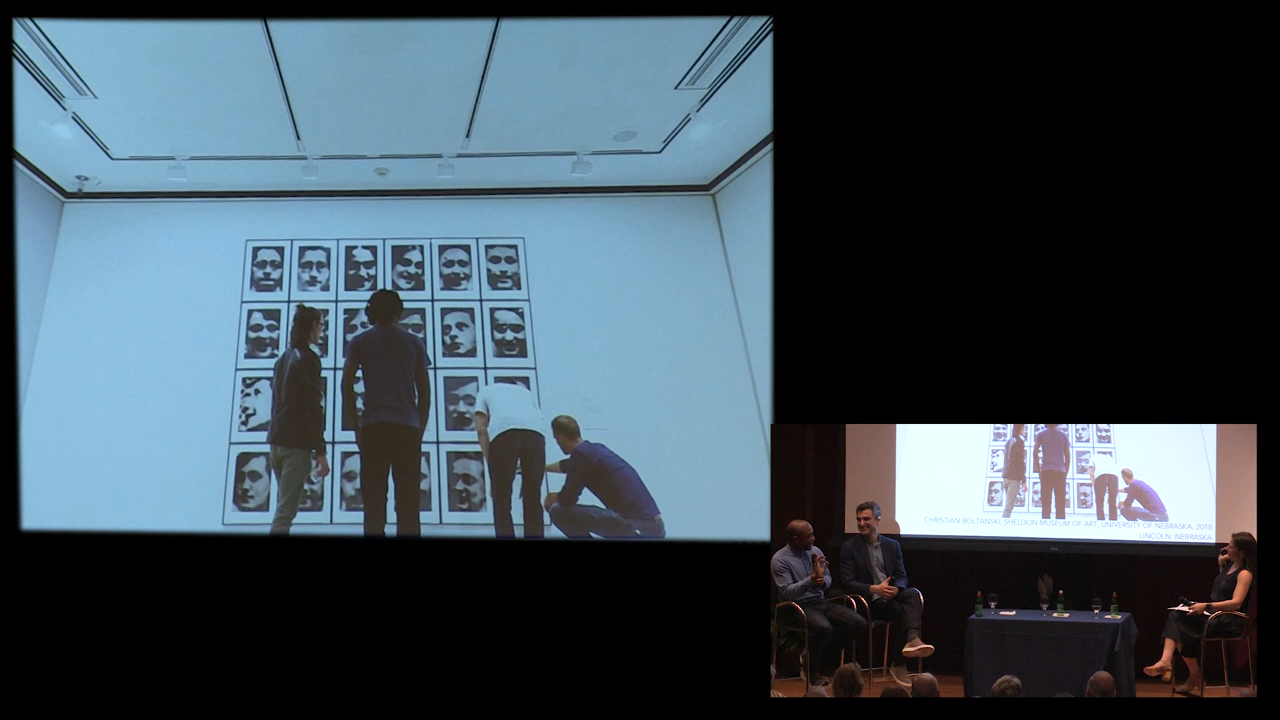 CHRISTIAN BOLTANSKI, SHELDON MUSEUM OF ART, UNIVERSITY OF NEBRASKA, 2018
LINCOLN, NEBRASKA